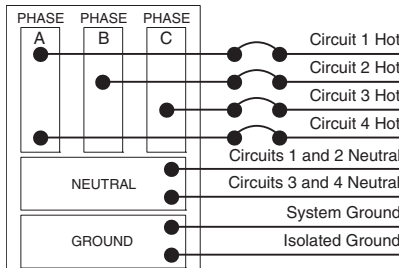 PHASE PHASE PHASE
A B C
Circuit 1 Hot
Circuit 2 Hot
Circuit 3 Hot
Circuit 4 Hot
Circuits 1 and 2 Neutral
NEUTRAL
Circuits 3 and 4 Neutral
System Ground
GROUND
Isolated Ground